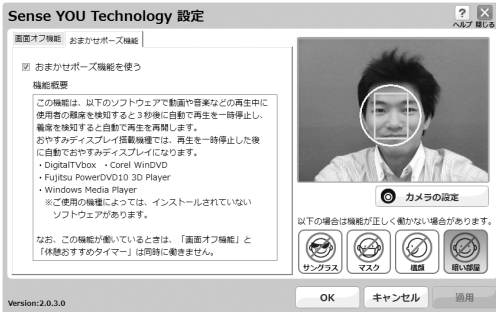 Sense YOU Technology 設定
ヘルプ 閉じる
画面オフ機能 おまかせポーズ機能
おまかせポーズ機能を使う
機能概要
この機能は、以下のソフトウェアで動画や音楽などの再生中に
使用者の離席を検知すると3秒後に自動で再生を一時停止し、
着席を検知すると自動で再生を再開します。
おやすみディスプレイ搭載機種では、再生を一時停止した後
に自動でおやすみディスプレイになります。
・DigitalTVbox ・Corel WinDVD
・Fujitsu PowerDVD10 3D Player
・Windows Media Player
※ご使用の機種によっては、インストールされていない
ソフトウェアがあります。
なお、この機能が働いているときは、「画面オフ機能」と
「休憩おすすめタイマー」は同時に働きません。
カメラの設定
以下の場合は機能が正しく働かない場合があります。
サングラス マスク 横顔 暗い部屋
Version:2.0.3.0
OK キャンセル 適用